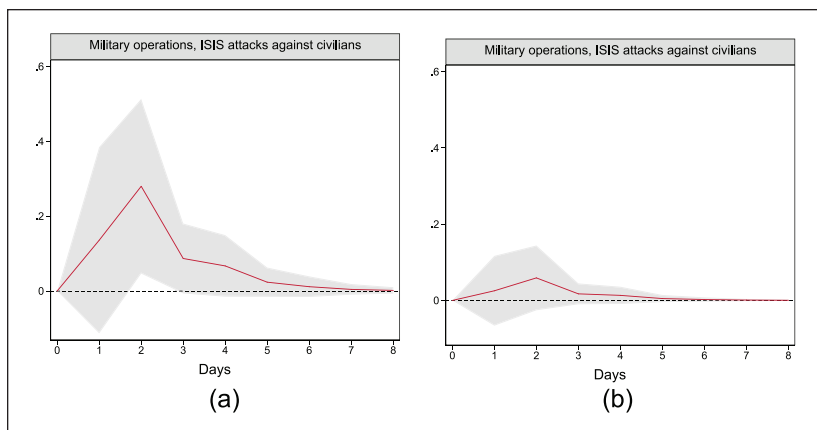 Military operations, ISIS attacks against civilians
.6
.4
.2
0
0 1 2 3 4 5 6 7 8
Days
(a)
Military operations, ISIS attacks against civilians
.6
.4
.2
0
0 1 2 3 4 5 6 7 8
Days
(b)